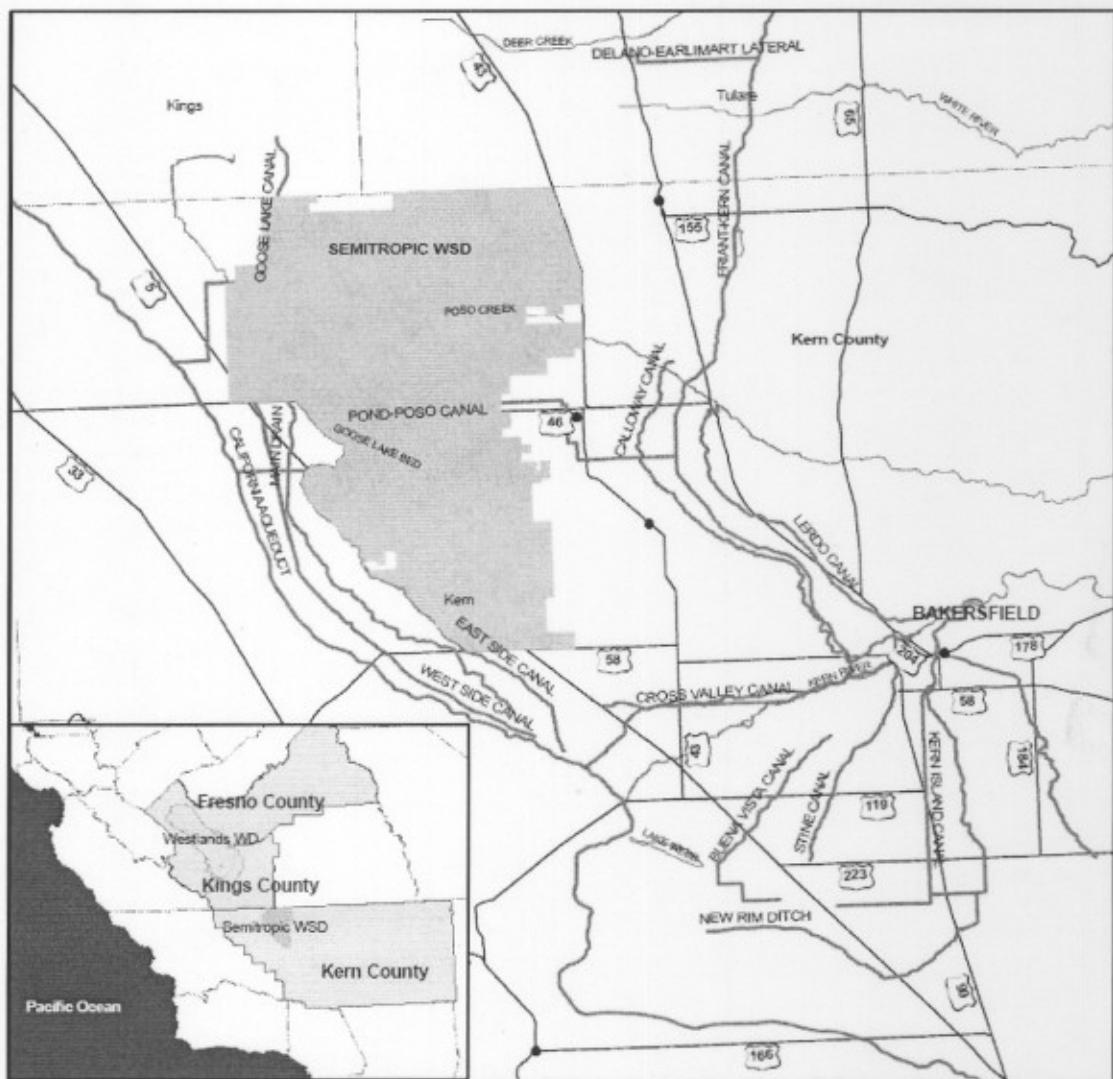 DEER CREEK
DELANO-EARLIMART LATERAL
43
Kings
Tulare
65
WHITE RIVER
GOOSE LAKE CANAL
155
FRIANT-KERN CANAL
SEMITROPIC WSD
5
POSO CREEK
Kern County
CALLOWAY CANAL
POND-POSO CANAL
46
GOOSE LAKE BED
MAIN DRAIN
33
CALIFORNIA AQUEDUCT
LERDO CANAL
Kern
BAKERSFIELD
EAST SIDE CANAL
58
204
178
WEST SIDE CANAL
KERN RIVER
CROSS VALLEY CANAL
58
43
184
KERN ISLAND CANAL
BUENA VISTA CANAL
STINE CANAL
119
223
NEW RIM DITCH
99
166
Fresno County
Westlands WD
Kings County
Semitropic WSD
Kern County
Pacific Ocean